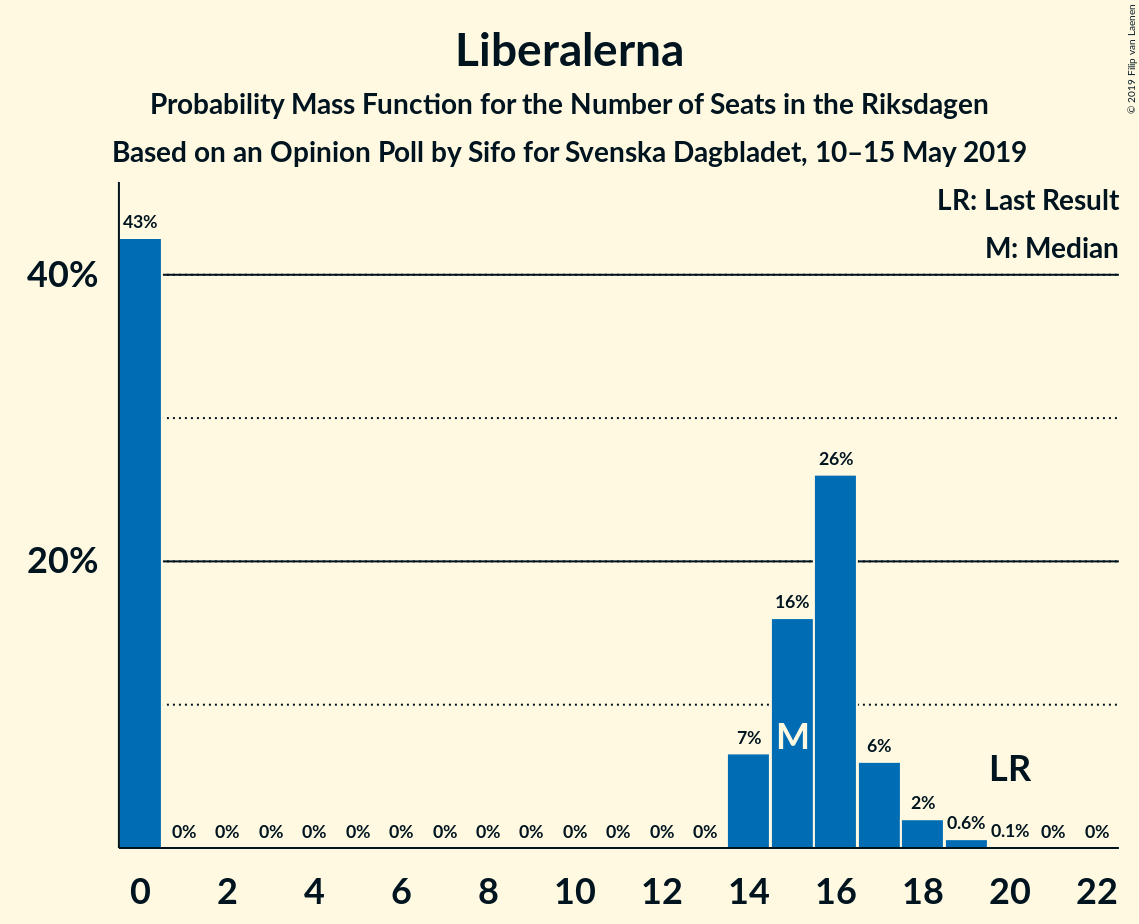 Liberalerna
Probability Mass Function for the Number of Seats in the Riksdagen
Based on an Opinion Poll by Sifo for Svenska Dagbladet, 10–15 May 2019
© 2019 Filip van Laenen
LR: Last Result
M: Median
43%
40%
26%
20%
16%
7%
M
6%
LR
2%
0% 0% 0% 0% 0% 0% 0% 0% 0% 0% 0% 0% 0% 0.6% 0.1% 0% 0%
0 2 4 6 8 10 12 14 16 18 20 22